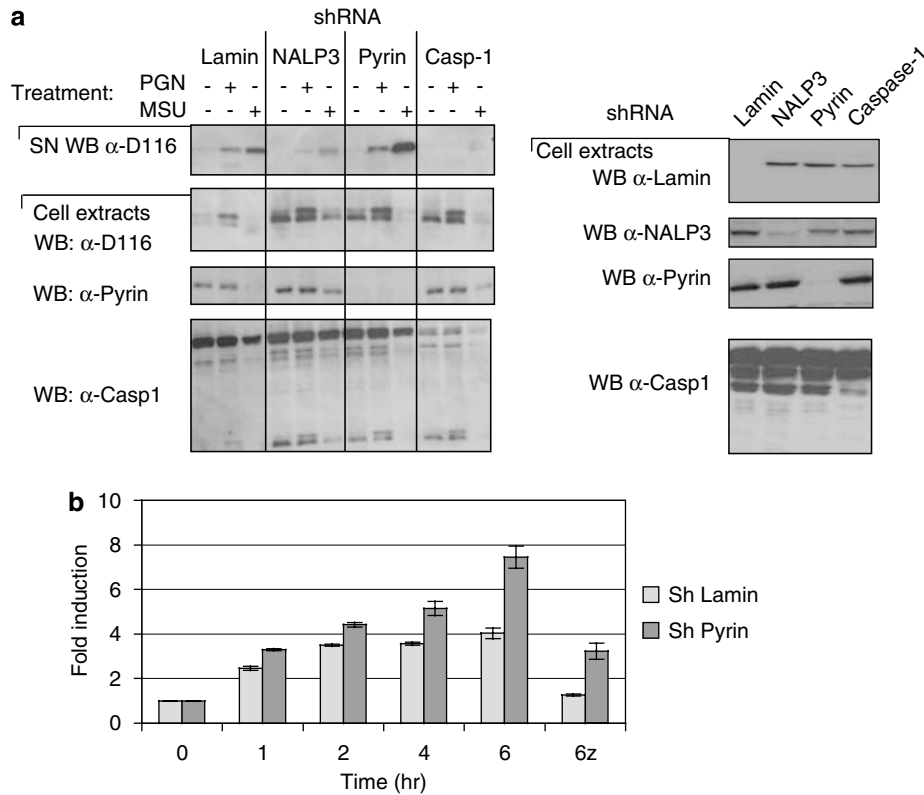 a
shRNA
Lamin NALP3 Pyrin Casp-1
Treatment:
PGN - + - - + - - + - - + -
MSU - - + - - + - - + - - +
SN WB α-D116
Cell extracts
WB: α-D116
WB: α-Pyrin
WB: α-Casp1
shRNA
Lamin NALP3 Pyrin Caspase-1
Cell extracts
WB α-Lamin
WB α-NALP3
WB α-Pyrin
WB α-Casp1
b
Fold induction
10
8
6
4
2
0
0 1 2 4 6 6z
Time (hr)
Sh Lamin
Sh Pyrin